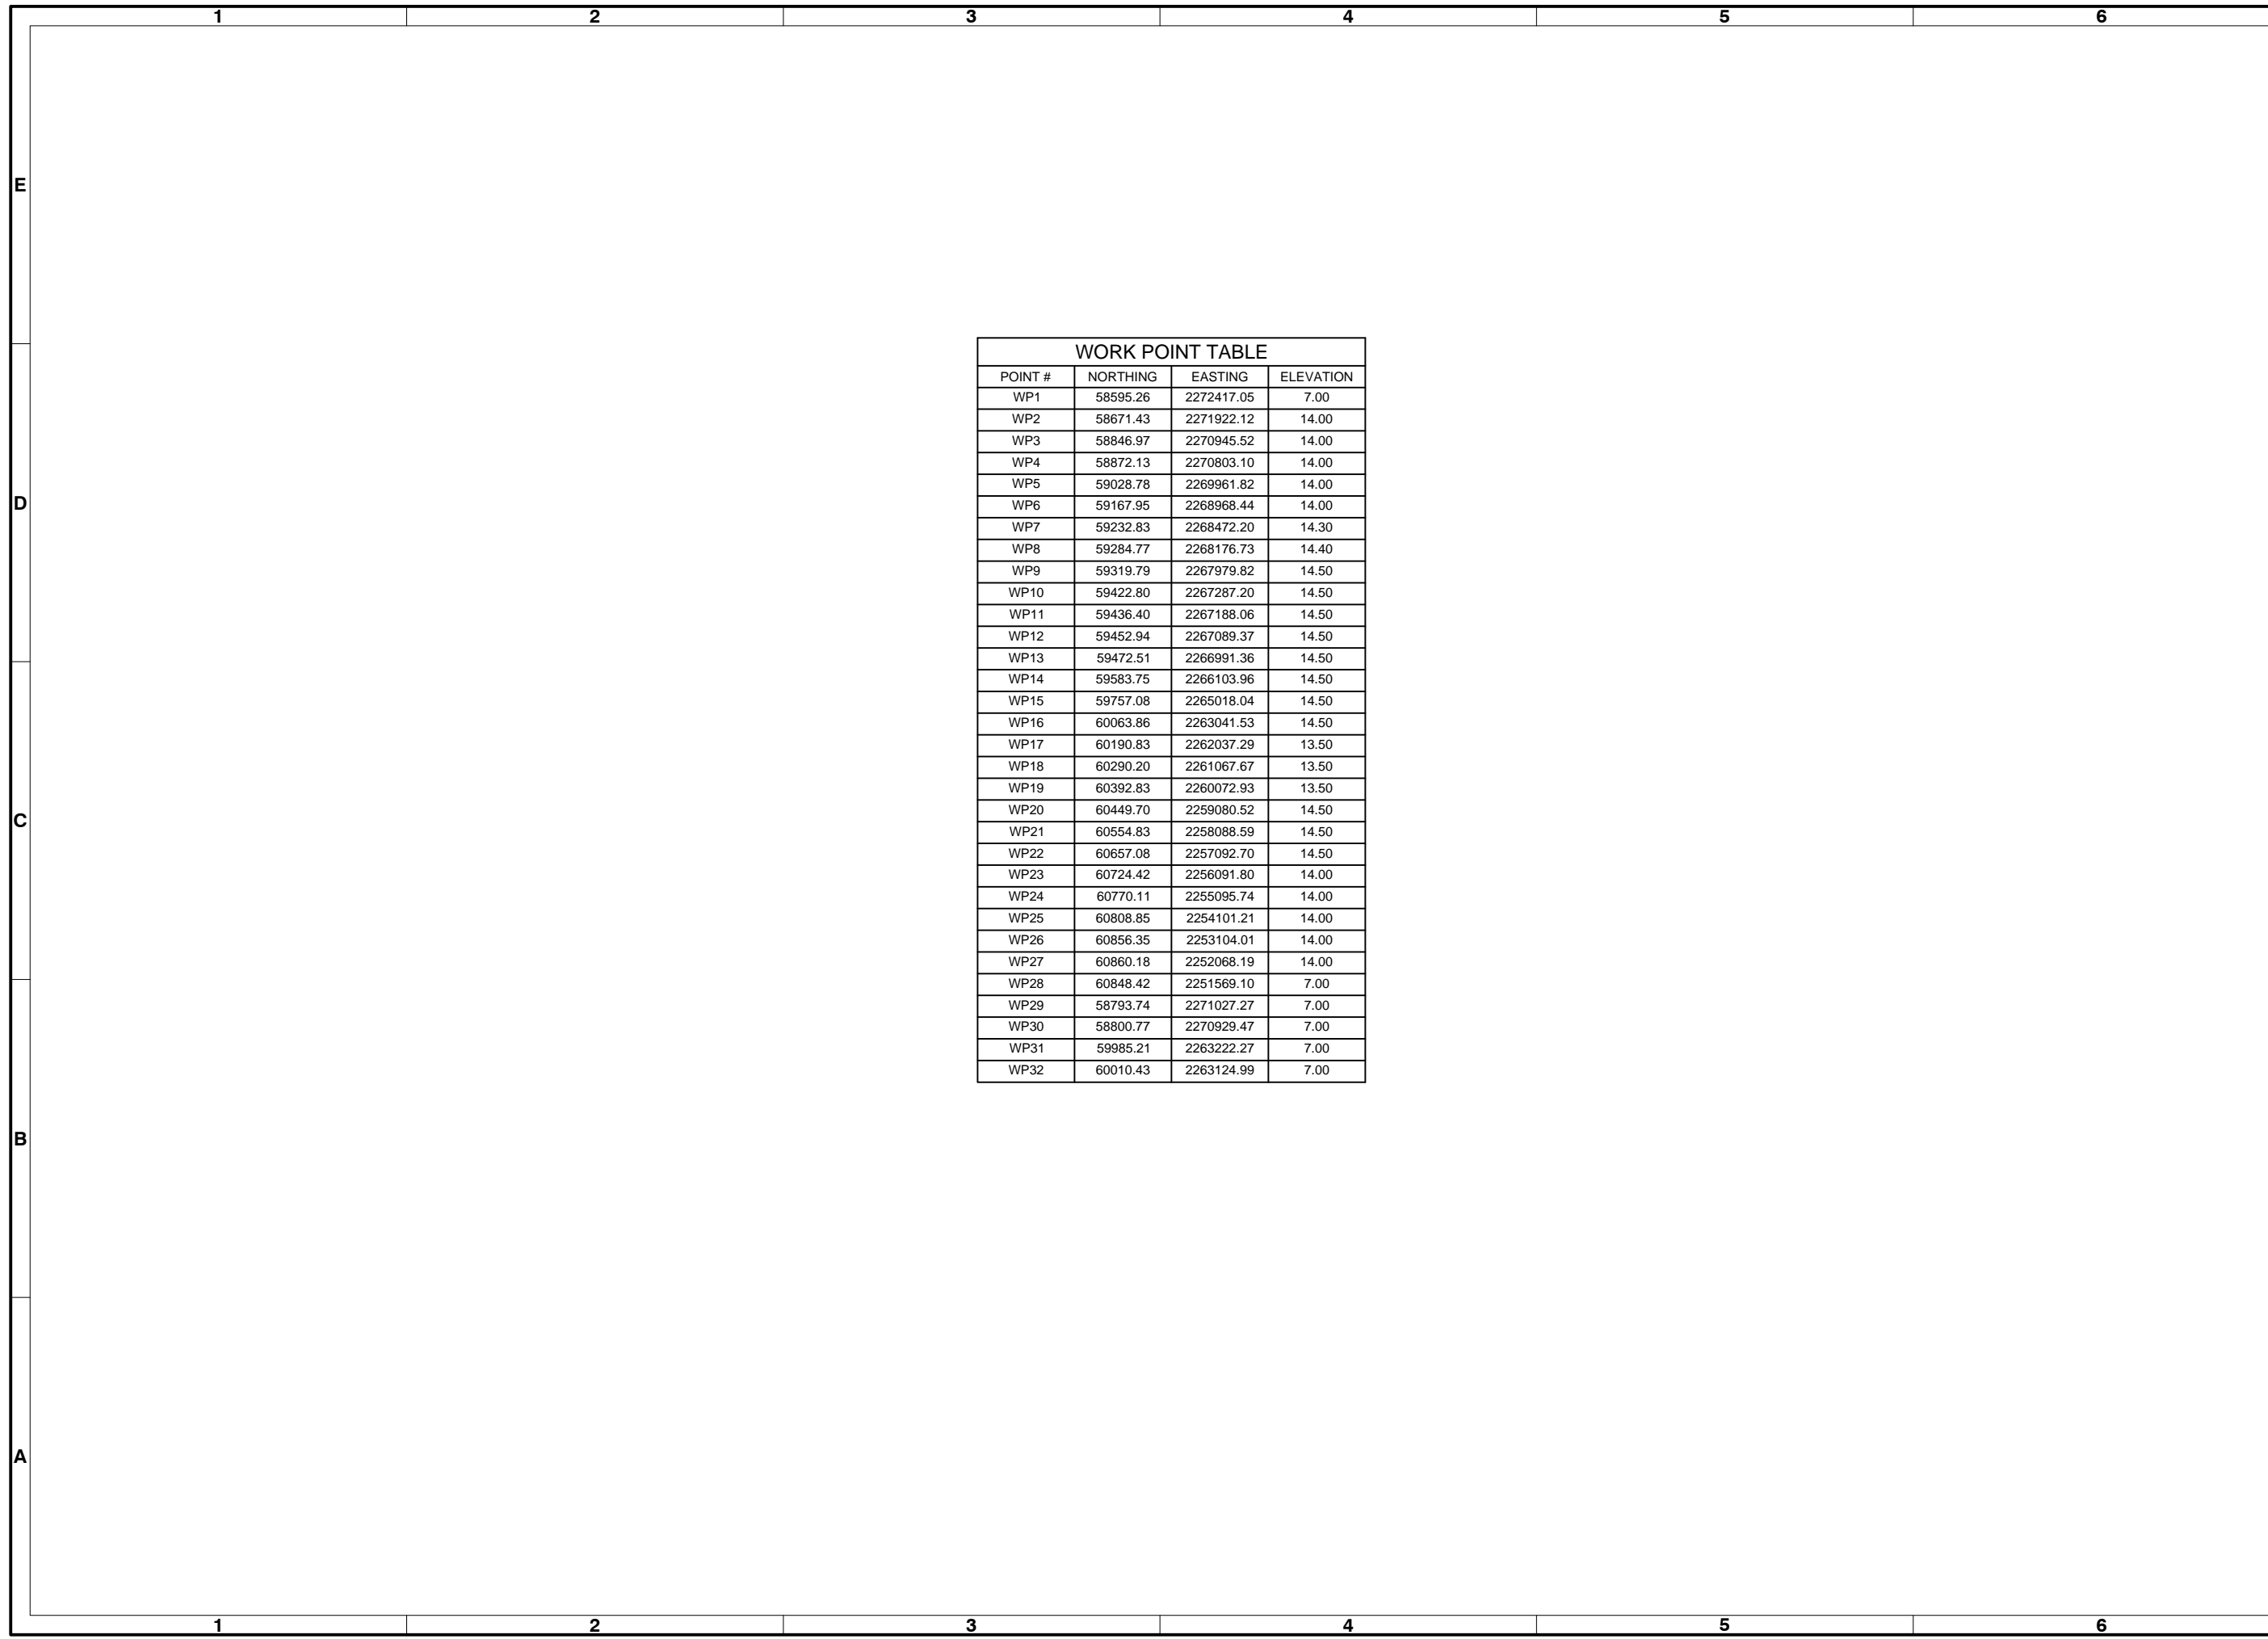 1 2 3 4 5 6
E
WORK POINT TABLE
POINT # NORTHING EASTING ELEVATION
WP1 58595.26 2272417.05 7.00
WP2 58671.43 2271922.12 14.00
WP3 58846.97 2270945.52 14.00
WP4 58872.13 2270803.10 14.00
WP5 59028.78 2269961.82 14.00
D
WP6 59167.95 2268968.44 14.00
WP7 59232.83 2268472.20 14.30
WP8 59284.77 2268176.73 14.40
WP9 59319.79 2267979.82 14.50
WP10 59422.80 2267287.20 14.50
WP11 59436.40 2267188.06 14.50
WP12 59452.94 2267089.37 14.50
WP13 59472.51 2266991.36 14.50
WP14 59583.75 2266103.96 14.50
WP15 59757.08 2265018.04 14.50
WP16 60063.86 2263041.53 14.50
WP17 60190.83 2262037.29 13.50
WP18 60290.20 2261067.67 13.50
WP19 60392.83 2260072.93 13.50
WP20 60449.70 2259080.52 14.50
C
WP21 60554.83 2258088.59 14.50
WP22 60657.08 2257092.70 14.50
WP23 60724.42 2256091.80 14.00
WP24 60770.11 2255095.74 14.00
WP25 60808.85 2254101.21 14.00
WP26 60856.35 2253104.01 14.00
WP27 60860.18 2252068.19 14.00
WP28 60848.42 2251569.10 7.00
WP29 58793.74 2271027.27 7.00
WP30 58800.77 2270929.47 7.00
WP31 59985.21 2263222.27 7.00
WP32 60010.43 2263124.99 7.00
B
A
1 2 3 4 5 6